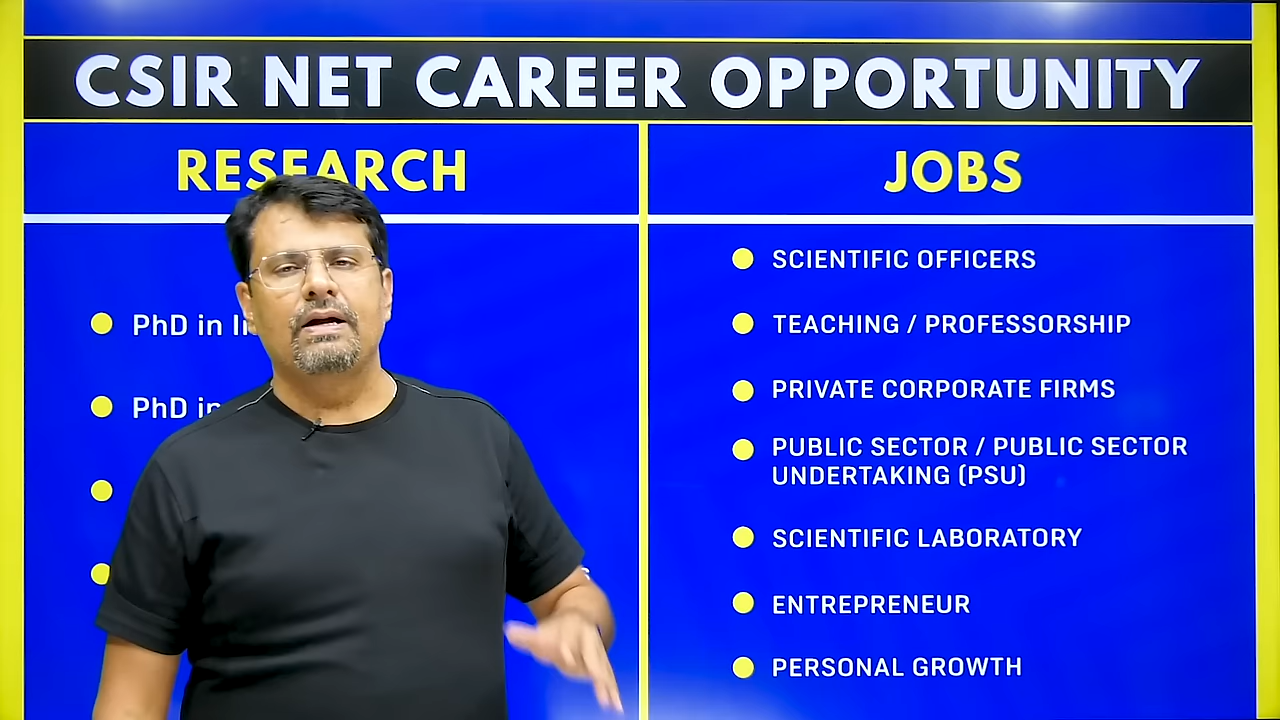 CSIR NET CAREER OPPORTUNITY
RESEARCH
PhD in
PhD in
JOBS
SCIENTIFIC OFFICERS
TEACHING / PROFESSORSHIP
PRIVATE CORPORATE FIRMS
PUBLIC SECTOR / PUBLIC SECTOR
UNDERTAKING (PSU)
SCIENTIFIC LABORATORY
ENTREPRENEUR
PERSONAL GROWTH